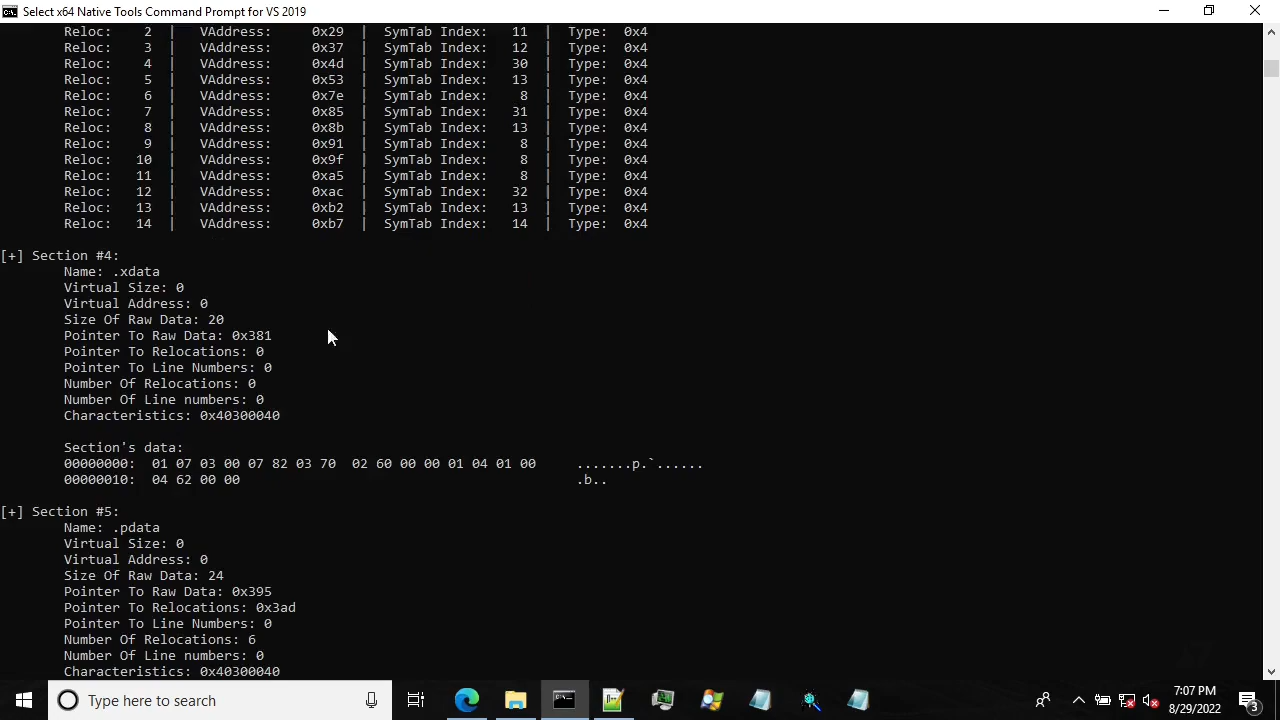 Select x64 Native Tools Command Prompt for VS 2019
Reloc: 2 | VAddress: 0x29 | SymTab Index: 11 | Type: 0x4
Reloc: 3 | VAddress: 0x37 | SymTab Index: 12 | Type: 0x4
Reloc: 4 | VAddress: 0x4d | SymTab Index: 30 | Type: 0x4
Reloc: 5 | VAddress: 0x53 | SymTab Index: 13 | Type: 0x4
Reloc: 6 | VAddress: 0x7e | SymTab Index: 8 | Type: 0x4
Reloc: 7 | VAddress: 0x85 | SymTab Index: 31 | Type: 0x4
Reloc: 8 | VAddress: 0x8b | SymTab Index: 13 | Type: 0x4
Reloc: 9 | VAddress: 0x91 | SymTab Index: 8 | Type: 0x4
Reloc: 10 | VAddress: 0x9f | SymTab Index: 8 | Type: 0x4
Reloc: 11 | VAddress: 0xa5 | SymTab Index: 8 | Type: 0x4
Reloc: 12 | VAddress: 0xac | SymTab Index: 32 | Type: 0x4
Reloc: 13 | VAddress: 0xb2 | SymTab Index: 13 | Type: 0x4
Reloc: 14 | VAddress: 0xb7 | SymTab Index: 14 | Type: 0x4
[+] Section #4:
Name: .xdata
Virtual Size: 0
Virtual Address: 0
Size Of Raw Data: 20
Pointer To Raw Data: 0x381
Pointer To Relocations: 0
Pointer To Line Numbers: 0
Number Of Relocations: 0
Number Of Line numbers: 0
Characteristics: 0x40300040
Section's data:
00000000: 01 07 03 00 07 82 03 70 02 60 00 00 01 04 01 00 .......p.`......
00000010: 04 62 00 00 .b..
[+] Section #5:
Name: .pdata
Virtual Size: 0
Virtual Address: 0
Size Of Raw Data: 24
Pointer To Raw Data: 0x395
Pointer To Relocations: 0x3ad
Pointer To Line Numbers: 0
Number Of Relocations: 6
Number Of Line numbers: 0
Characteristics: 0x40300040
Type here to search
7:07 PM
8/29/2022
3